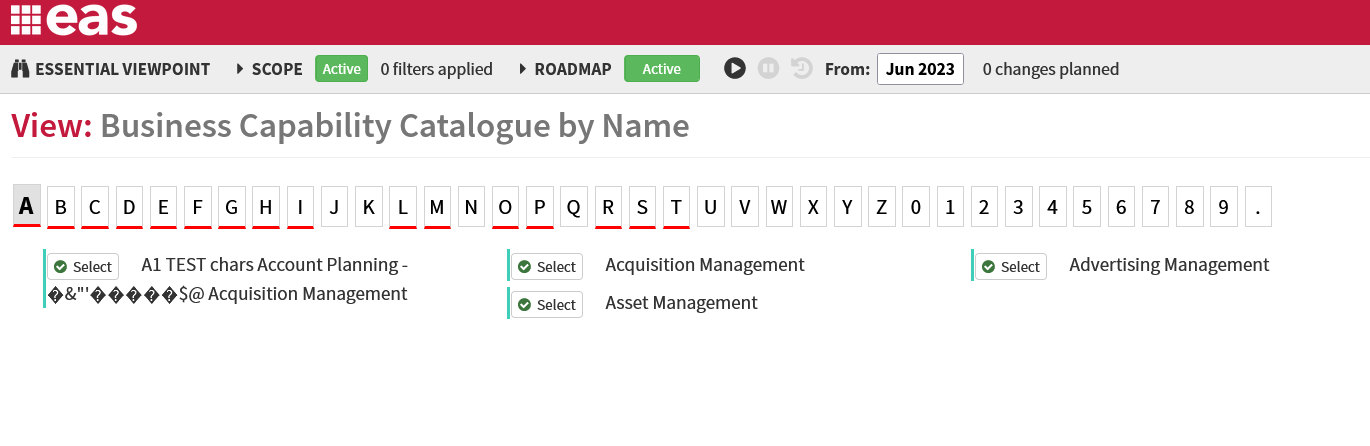 eas
ESSENTIAL VIEWPOINT SCOPE Active 0 filters applied ROADMAP Active From: Jun 2023 0 changes planned
View: Business Capability Catalogue by Name
A B C D E F G H I J K L M N O P Q R S T U V W X Y Z 0 1 2 3 4 5 6 7 8 9 .
Select A1 TEST chars Account Planning -
�&"'�����$@ Acquisition Management
Select Acquisition Management
Select Asset Management
Select Advertising Management